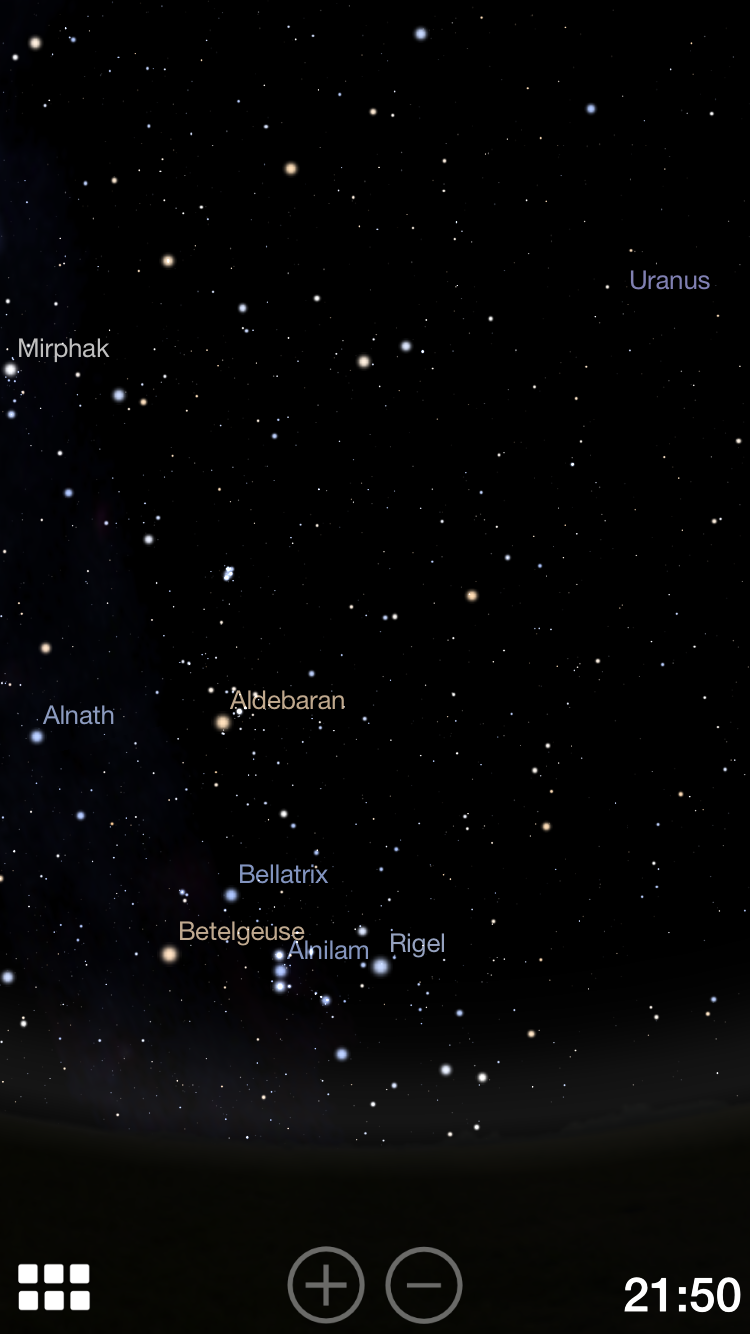 Uranus
Mirphak
Aldebaran
Alnath
Bellatrix
Betelgeuse
Alnilam
Rigel
21:50